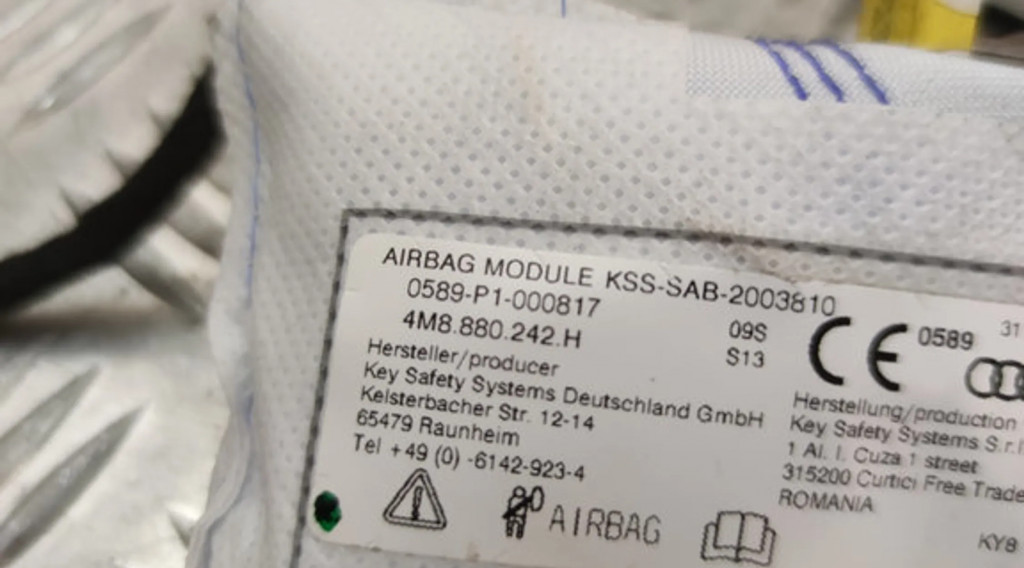 AIRBAG MODULE KSS-SAB-2003810
0589-P1-000817
09S
4M8.880.242.H
S13
Hersteller/producer
Key Safety Systems Deutschland GmbH
Kelsterbacher Str. 12-14
65479 Raunheim
Tel +49 (0) -6142-923-4
AIRBAG
CE 0589
31
Herstellung/production
Key Safety Systems S.r.l
1 Al. I. Cuza 1 street
315200 Curtici Free Trade
ROMANIA
KY8